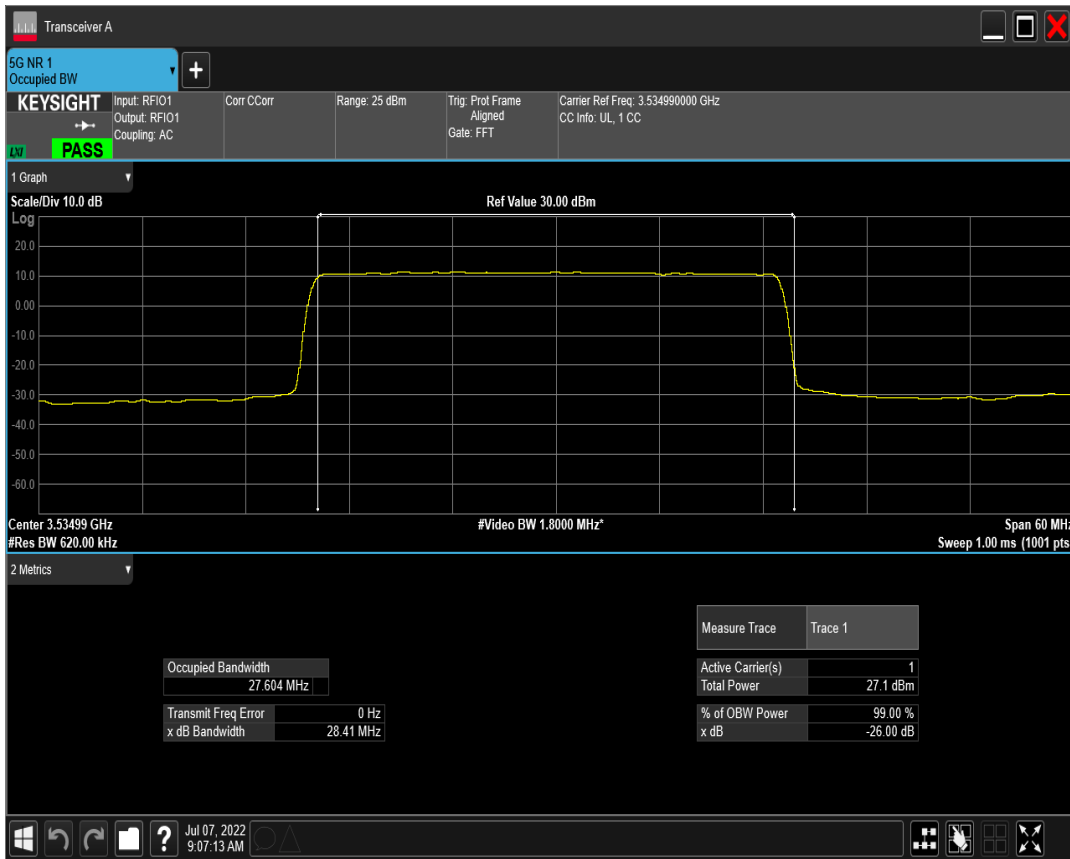 Transceiver A
5G NR 1
Occupied BW
KEYSIGHT
Input: RFIO1
Output: RFIO1
Coupling: AC
Corr CCorr
Range: 25 dBm
Trig: Prot Frame
Aligned
Gate: FFT
Carrier Ref Freq: 3.534990000 GHz
CC Info: UL, 1 CC
LXI
PASS
1 Graph
Scale/Div 10.0 dB
Ref Value 30.00 dBm
Log
20.0
10.0
0.00
-10.0
-20.0
-30.0
-40.0
-50.0
-60.0
Center 3.53499 GHz
#Video BW 1.8000 MHz*
Span 60 MHz
#Res BW 620.00 kHz
Sweep 1.00 ms (1001 pts
2 Metrics
Measure Trace Trace 1
Occupied Bandwidth
27.604 MHz
Active Carrier(s) 1
Total Power 27.1 dBm
Transmit Freq Error 0 Hz
x dB Bandwidth 28.41 MHz
% of OBW Power 99.00 %
x dB -26.00 dB
?
Jul 07, 2022
9:07:13 AM